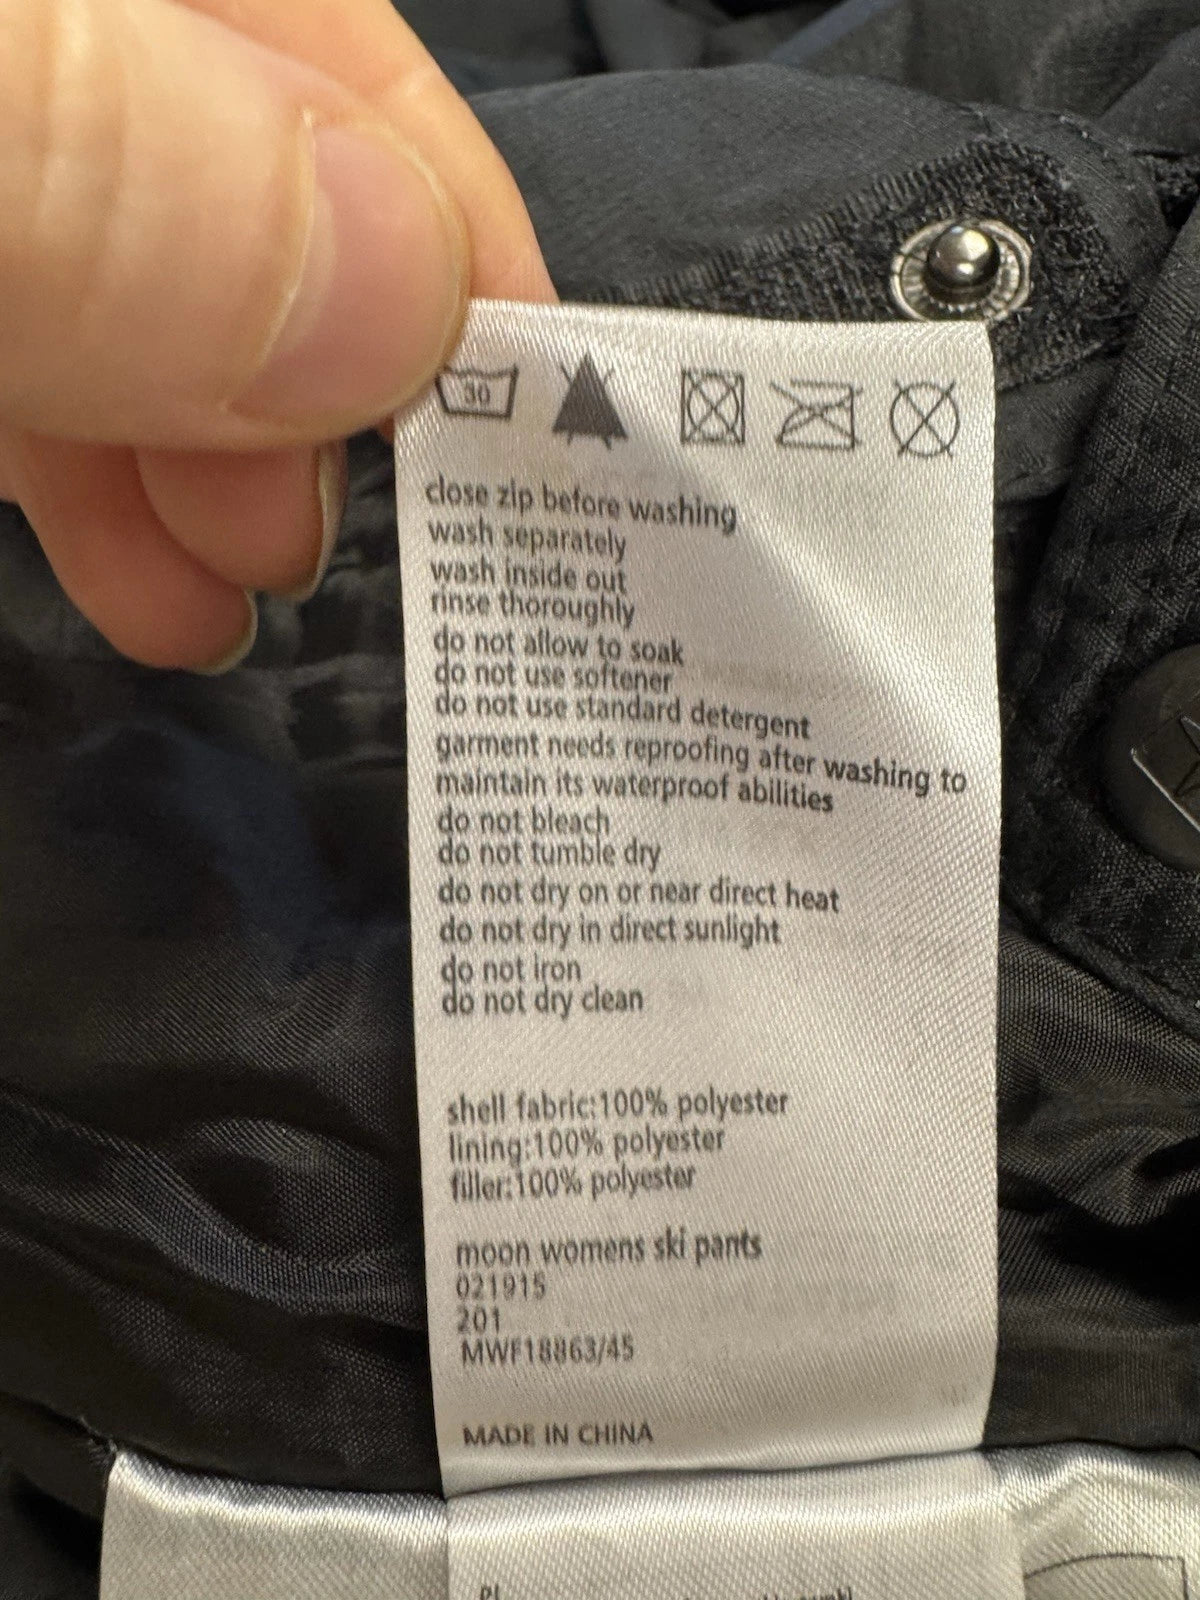 30
close zip before washing
wash separately
wash inside out
rinse thoroughly
do not allow to soak
do not use softener
do not use standard detergent
garment needs reproofing after washing to
maintain its waterproof abilities
do not bleach
do not tumble dry
do not dry on or near direct heat
do not dry in direct sunlight
do not iron
do not dry clean
shell fabric:100% polyester
lining:100% polyester
filler:100% polyester
moon womens ski pants
021915
201
MWF18863/45
MADE IN CHINA